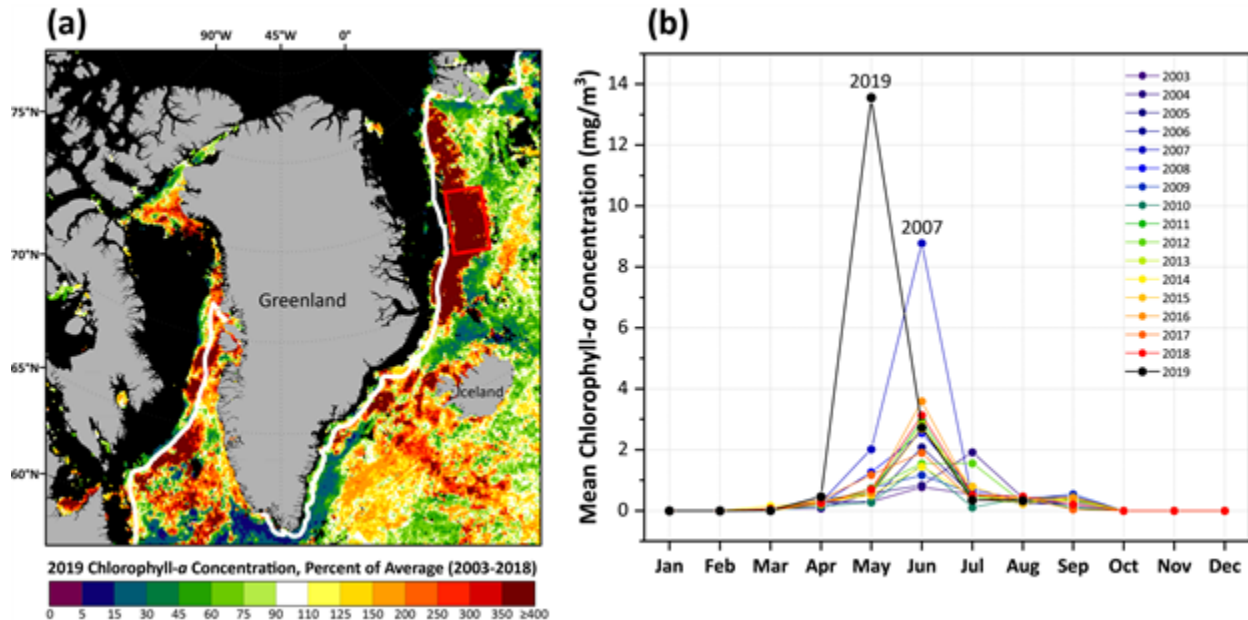 (a)
90°W 45°W 0°
75°N
70°N
65°N
60°N
Greenland
Iceland
2019 Chlorophyll-a Concentration, Percent of Average (2003-2018)
0 5 15 30 45 60 75 90 110 125 150 200 250 300 350 ≥400
(b)
Mean Chlorophyll-a Concentration (mg/m³)
14
12
10
8
6
4
2
0
2019
2007
2003
2004
2005
2006
2007
2008
2009
2010
2011
2012
2013
2014
2015
2016
2017
2018
2019
Jan Feb Mar Apr May Jun Jul Aug Sep Oct Nov Dec